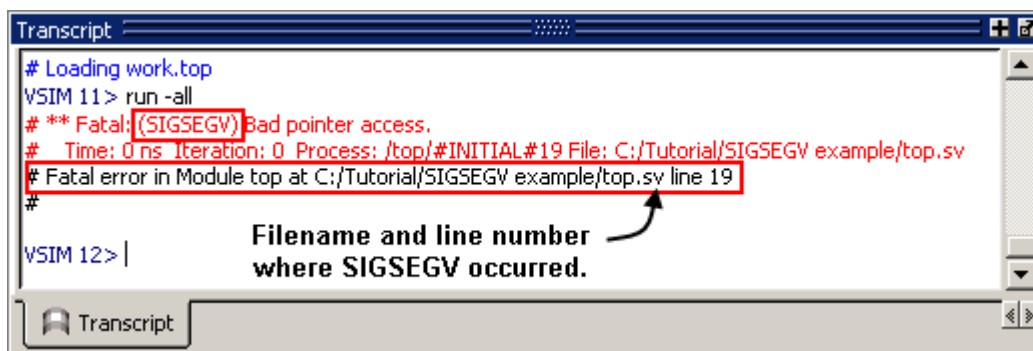 Transcript
# Loading work.top
VSIM 11> run -all
# ** Fatal: (SIGSEGV) Bad pointer access.
#    Time: 0 ns  Iteration: 0  Process: /top/#INITIAL#19 File: C:/Tutorial/SIGSEGV example/top.sv
# Fatal error in Module top at C:/Tutorial/SIGSEGV example/top.sv line 19
#
Filename and line number
where SIGSEGV occurred.
VSIM 12>
Transcript